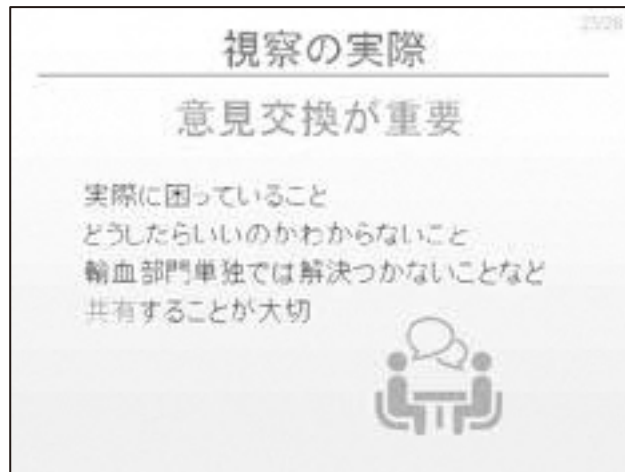 視察の実際
意見交換が重要
実際に困っていること
どうしたらいいのかわからないこと
輸血部門単独では解決つかないことなど
共有することが大切